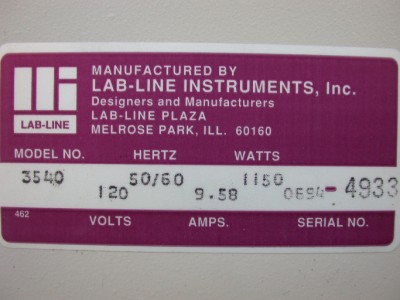 MANUFACTURED BY
LAB-LINE INSTRUMENTS, Inc.
Designers and Manufacturers
LAB-LINE PLAZA
MELROSE PARK, ILL. 60160
LAB-LINE
MODEL NO. HERTZ WATTS
3540 50/60 1150
120 9.58 0694-4933
462 VOLTS AMPS. SERIAL NO.